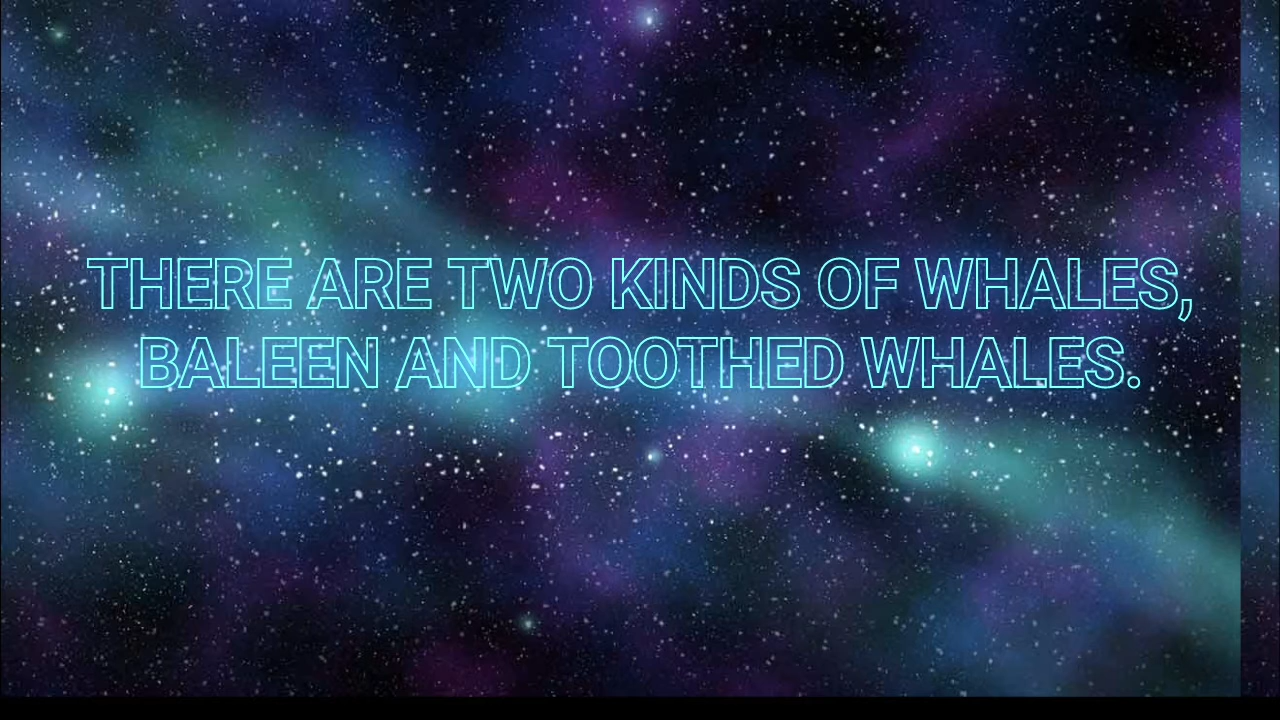 THERE ARE TWO KINDS OF WHALES,
BALEEN AND TOOTHED WHALES.